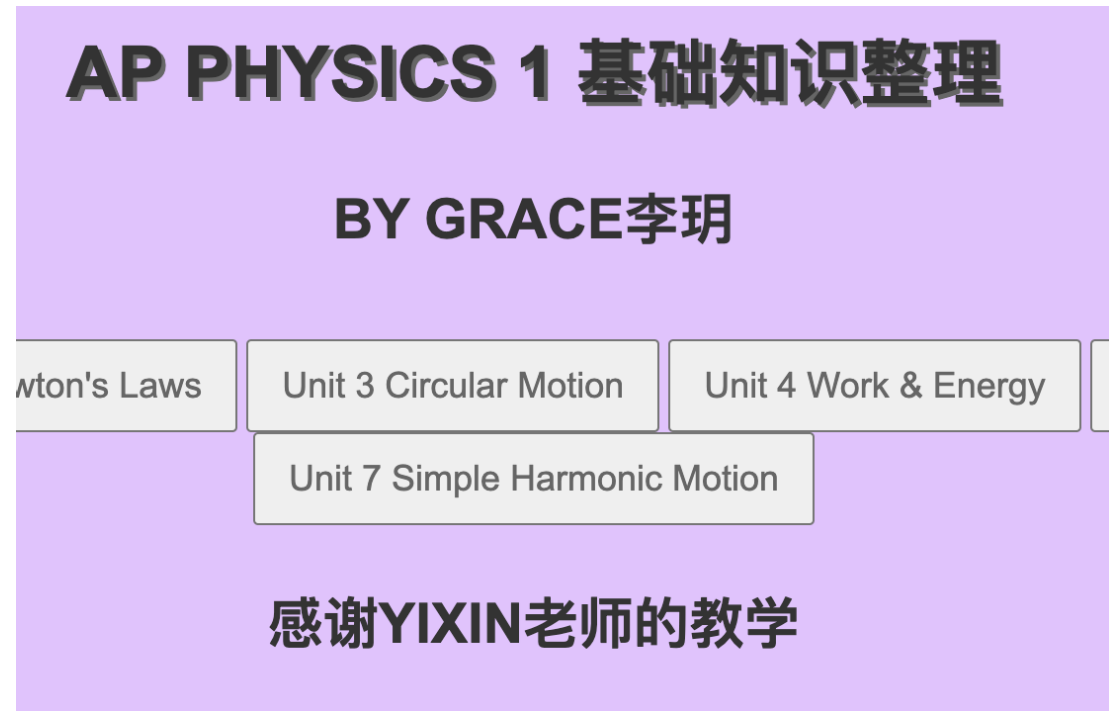 AP PHYSICS 1 基础知识整理
BY GRACE李玥
wton's Laws Unit 3 Circular Motion Unit 4 Work & Energy
Unit 7 Simple Harmonic Motion
感谢YIXIN老师的教学